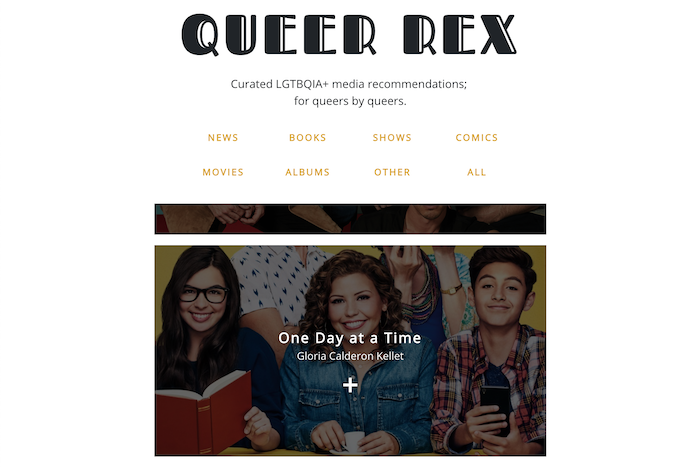 QUEER REX
Curated LGTBQIA+ media recommendations;
for queers by queers.
NEWS BOOKS SHOWS COMICS
MOVIES ALBUMS OTHER ALL
One Day at a Time
Gloria Calderon Kellet
+